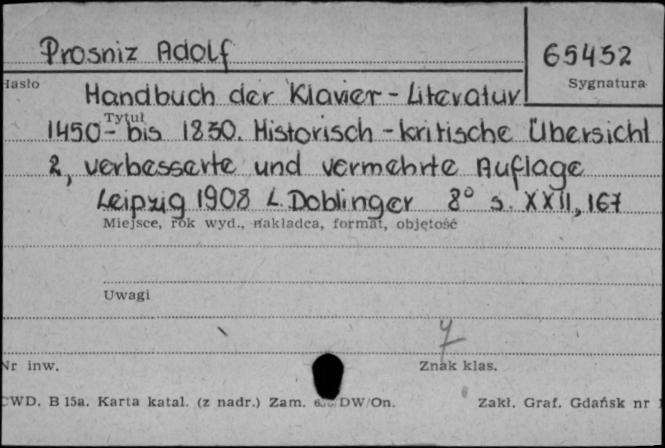 Prosniz Adolf
65452
Hasło
Sygnatura
Handbuch der Klavier - Literatur
Tytuł
1450 - bis 1830. Historisch - kritische Übersicht
2, verbesserte und vermehrte Auflage
Leipzig 1908 L. Doblinger 8° s. XXII, 167
Miejsce, rok wyd., nakładca, format, objętość
Uwagi
7
Nr inw.
Znak klas.
CWD. B 15a. Karta katal. (z nadr.) Zam. DW/On.
Zakł. Graf. Gdańsk nr